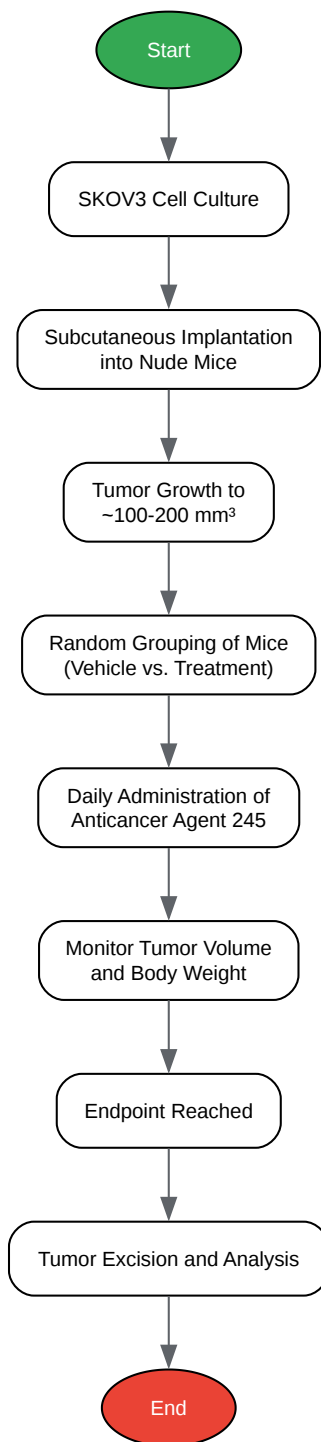 Start
SKOV3 Cell Culture
Subcutaneous Implantation
into Nude Mice
Tumor Growth to
~100-200 mm³
Random Grouping of Mice
(Vehicle vs. Treatment)
Daily Administration of
Anticancer Agent 245
Monitor Tumor Volume
and Body Weight
Endpoint Reached
Tumor Excision and Analysis
End